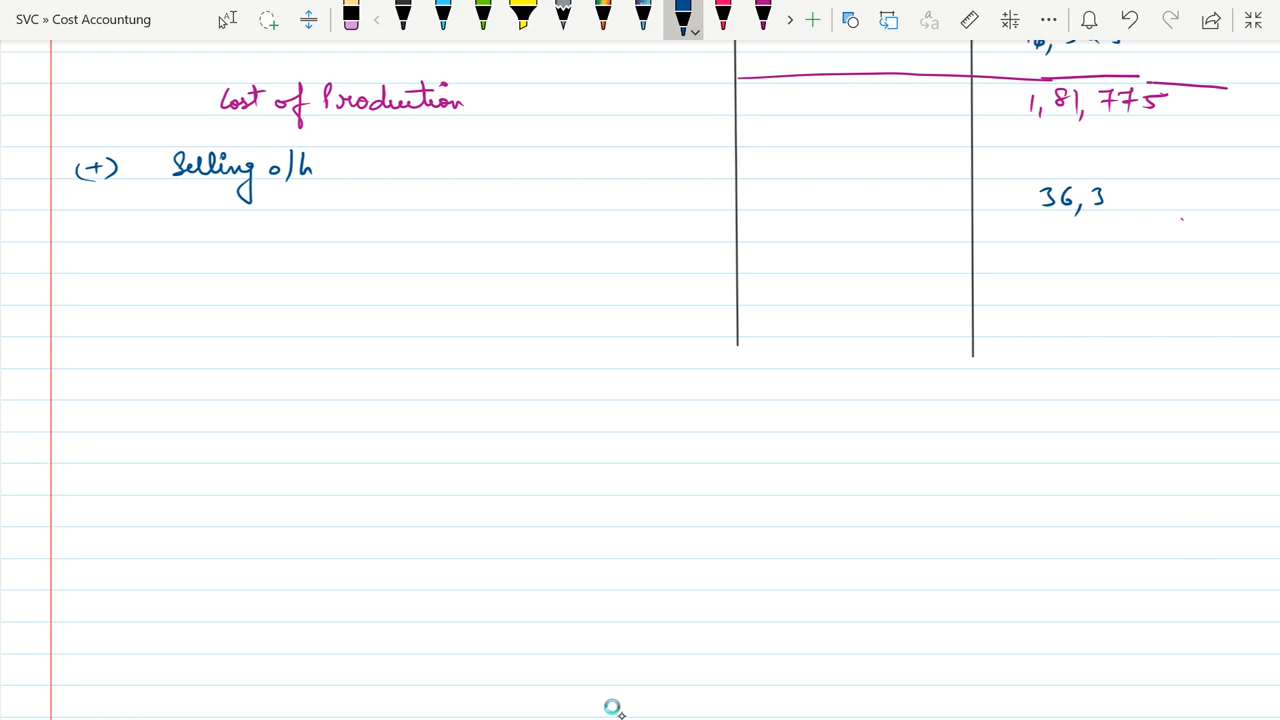 SVC » Cost Accountung
Cost of Production 1, 81, 775
(+) Selling o/h
36, 3